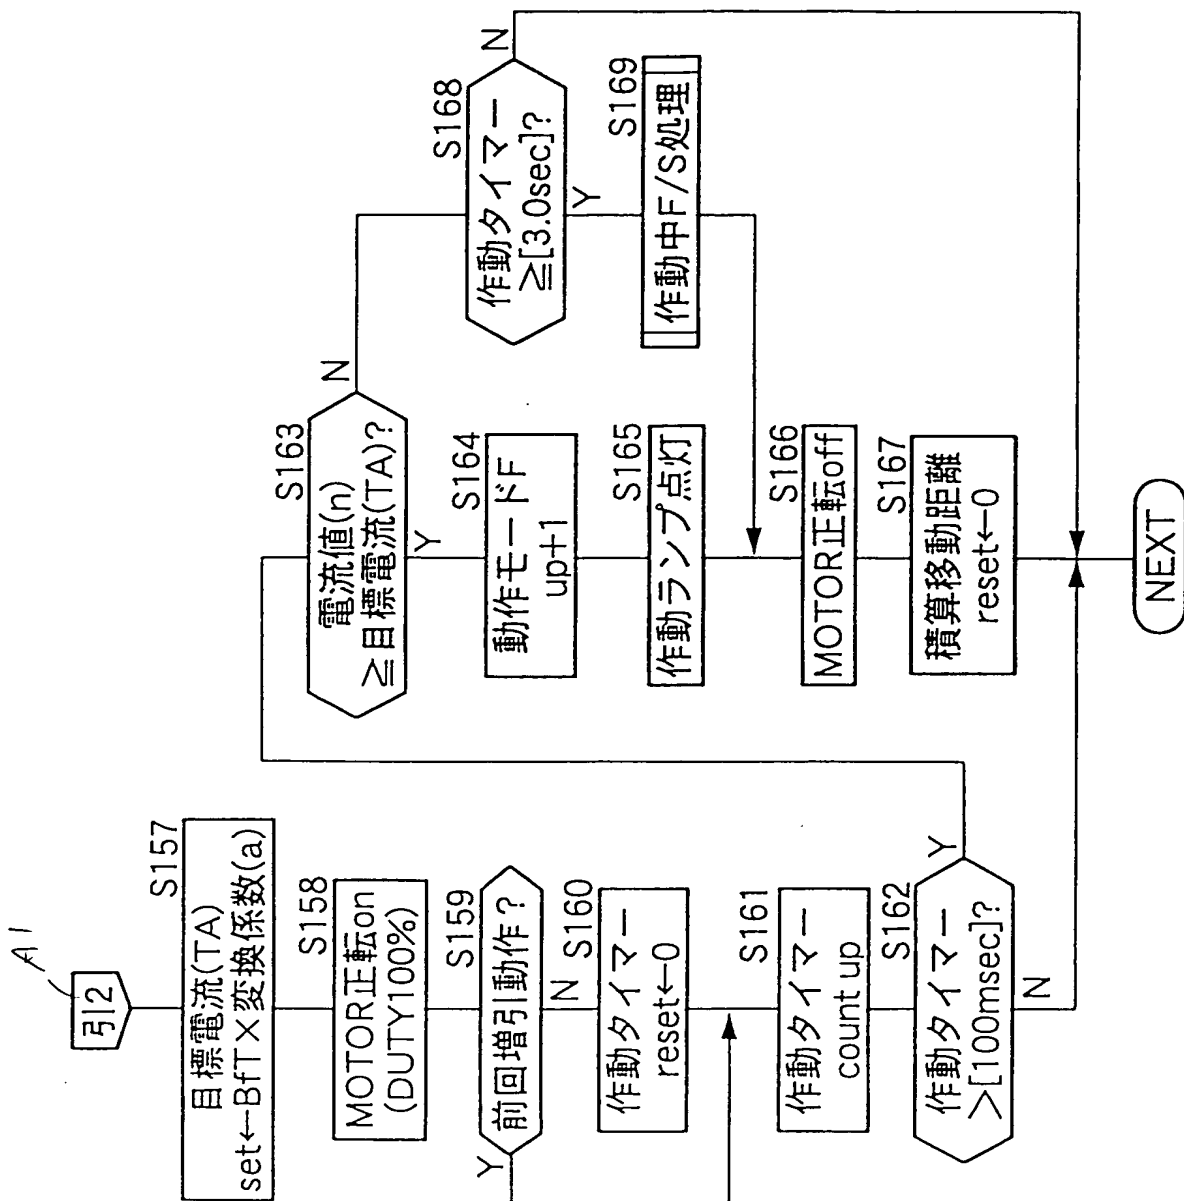 A1
引2
S157
目標電流(TA)
set←BfT×変換係数(a)
S158
MOTOR正転on
(DUTY100%)
S159
前回増引動作?
Y
N
S160
作動タイマー
reset←0
S161
作動タイマー
count up
S162
作動タイマー
>[100msec]?
Y
N
S163
電流値(n)
≧目標電流(TA)?
N
Y
S164
動作モードF
up+1
S165
作動ランプ点灯
S166
MOTOR正転off
S167
積算移動距離
reset←0
S168
作動タイマー
≧[3.0sec]?
N
Y
S169
作動中F/S処理
NEXT